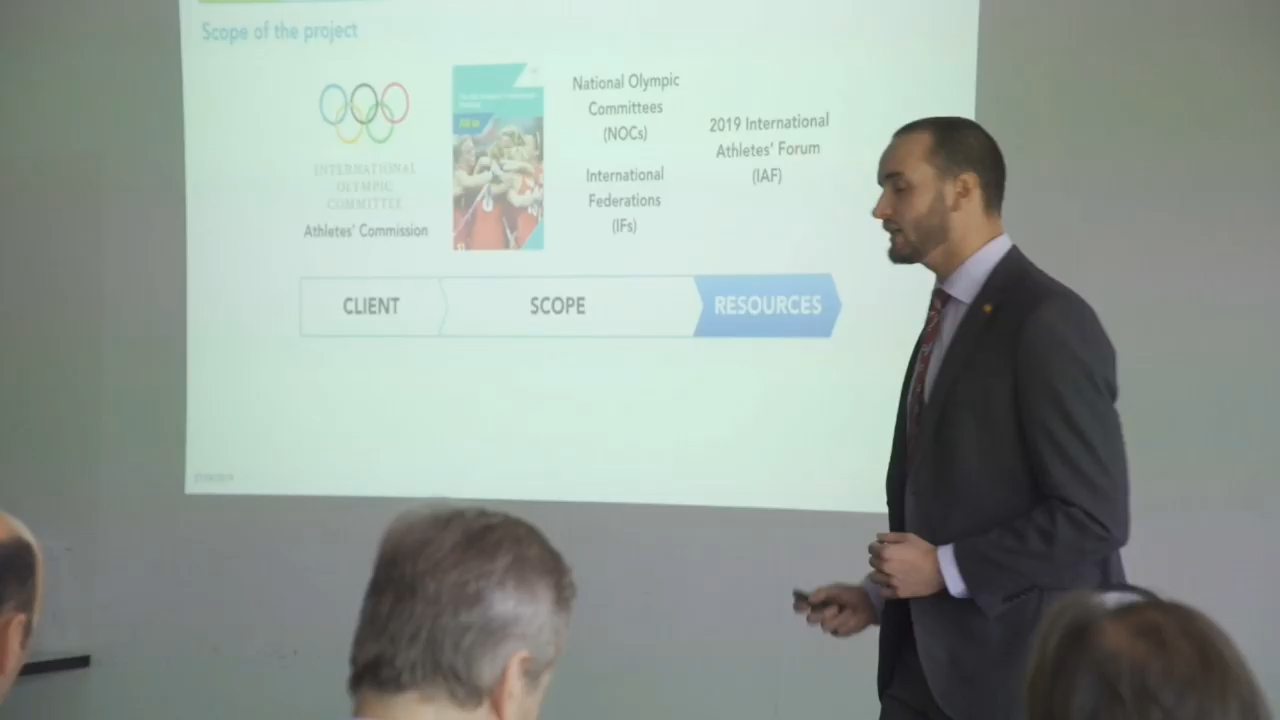 Scope of the project
INTERNATIONAL
OLYMPIC
COMMITTEE
Athletes' Commission
National Olympic
Committees
(NOCs)
International
Federations
(IFs)
2019 International
Athletes' Forum
(IAF)
CLIENT
SCOPE
RESOURCES